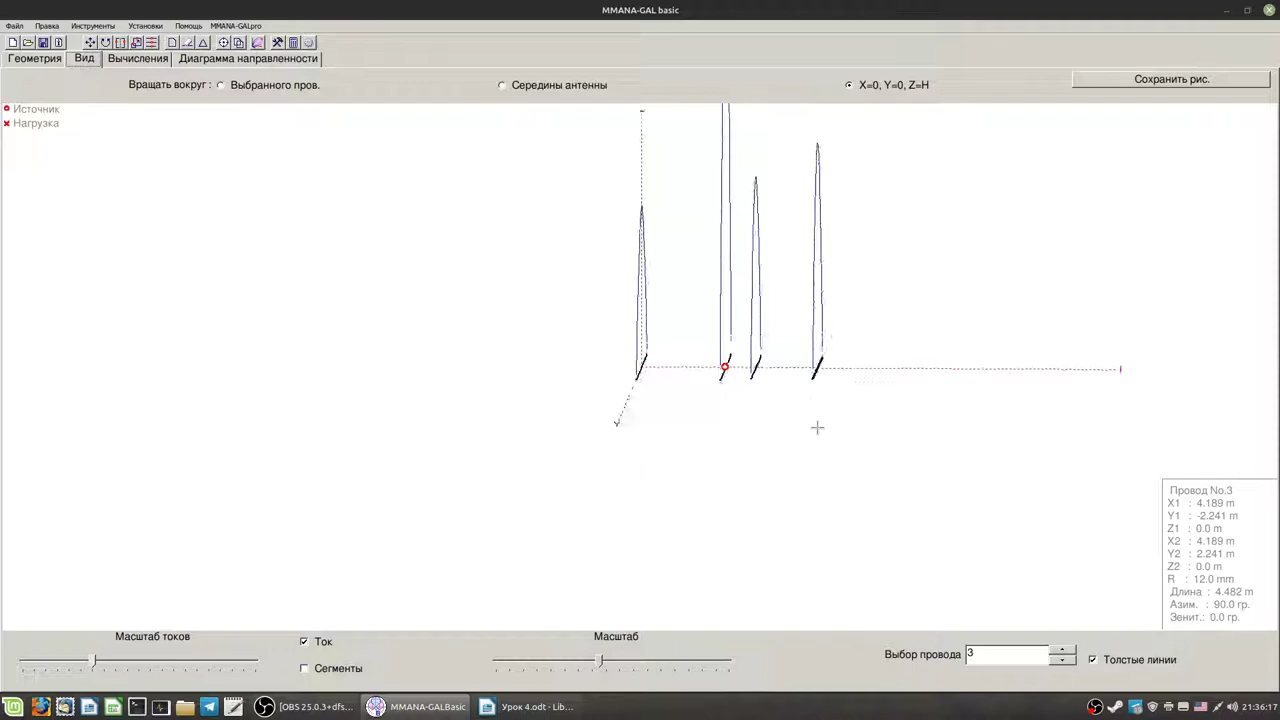 MMANA-GAL basic
Файл Правка Инструменты Установки Помощь MMANA-GALpro
Геометрия Вид Вычисления Диаграмма направленности
Вращать вокруг : Выбранного пров. Середины антенны X=0, Y=0, Z=H Сохранить рис.
Источник
Нагрузка
Y
Провод No.3
X1 : 4.189 m
Y1 : -2.241 m
Z1 : 0.0 m
X2 : 4.189 m
Y2 : 2.241 m
Z2 : 0.0 m
R : 12.0 mm
Длина : 4.482 m
Азим. : 90.0 гр.
Зенит.: 0.0 гр.
Масштаб токов Ток Масштаб
Сегменты Выбор провода 3 Толстые линии
[OBS 25.0.3+dfs... MMANA-GALBasic Урок 4.odt - Lib... 21:36:17